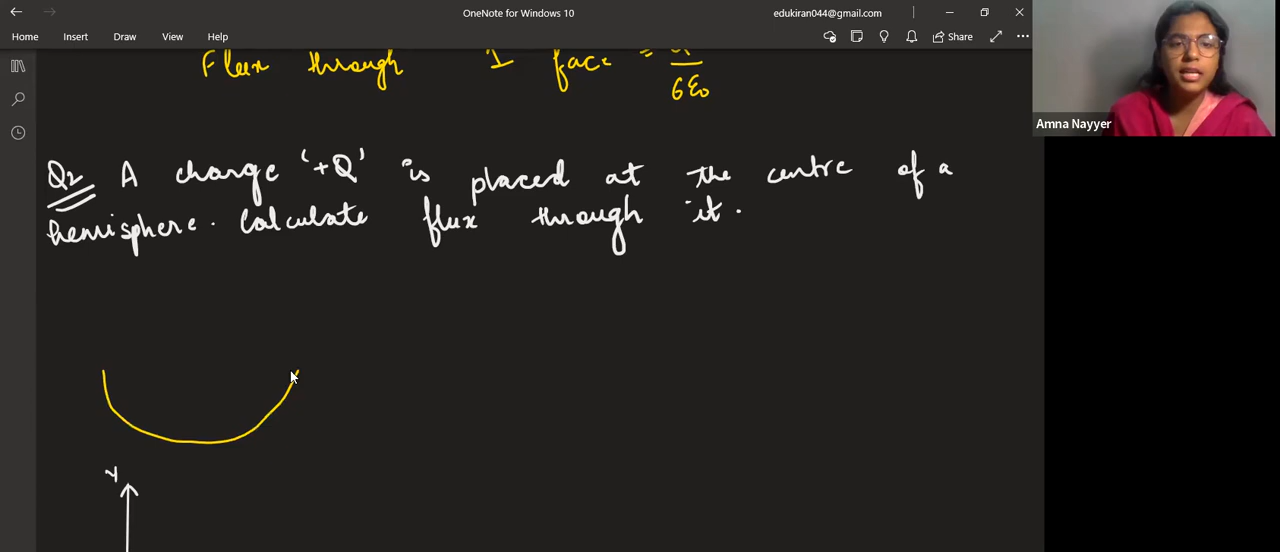 OneNote for Windows 10
edukiran044@gmail.com
Home Insert Draw View Help
Share
Flux through 1 face =
6ε₀
Q2 A charge '+Q' is placed at the centre of a
hemisphere. Calculate flux through it.
Y
Amna Nayyer